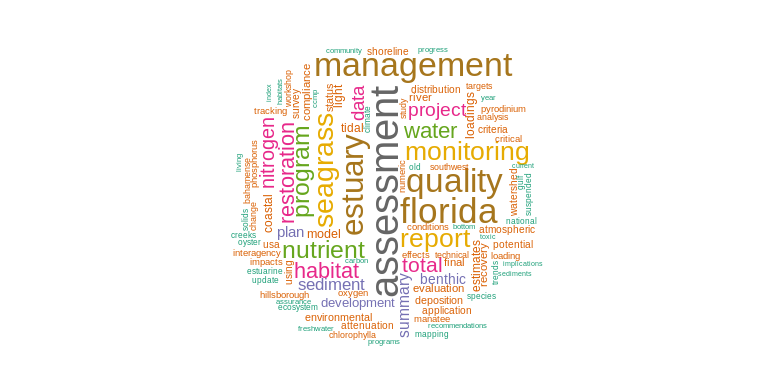 community
progress
shoreline
management
index
habitats
workshop
survey
compliance
ccmp
status
light
data
distribution
targets
river
year
tracking
climate
study
project
loadings
pyrodinium
analysis
tidal
water
criteria
critical
assessment
monitoring
living
bahamense
phosphorus
nitrogen
restoration
program
seagrass
estuary
old
southwest
numeric
quality
current
gulf
suspended
watershed
solids
change
coastal
florida
national
creeks
plan
model
conditions
bottom
atmospheric
toxic
oyster
usa
nutrient
report
potential
interagency
effects
technical
loading
impacts
carbon
habitat
total
final
estimates
recovery
trends
implications
estuarine
using
sediments
update
sediment
benthic
summary
evaluation
hillsborough
oxygen
species
assurance
development
deposition
ecosystem
application
environmental
manatee
freshwater
attenuation
recommendations
chlorophylla
mapping
programs